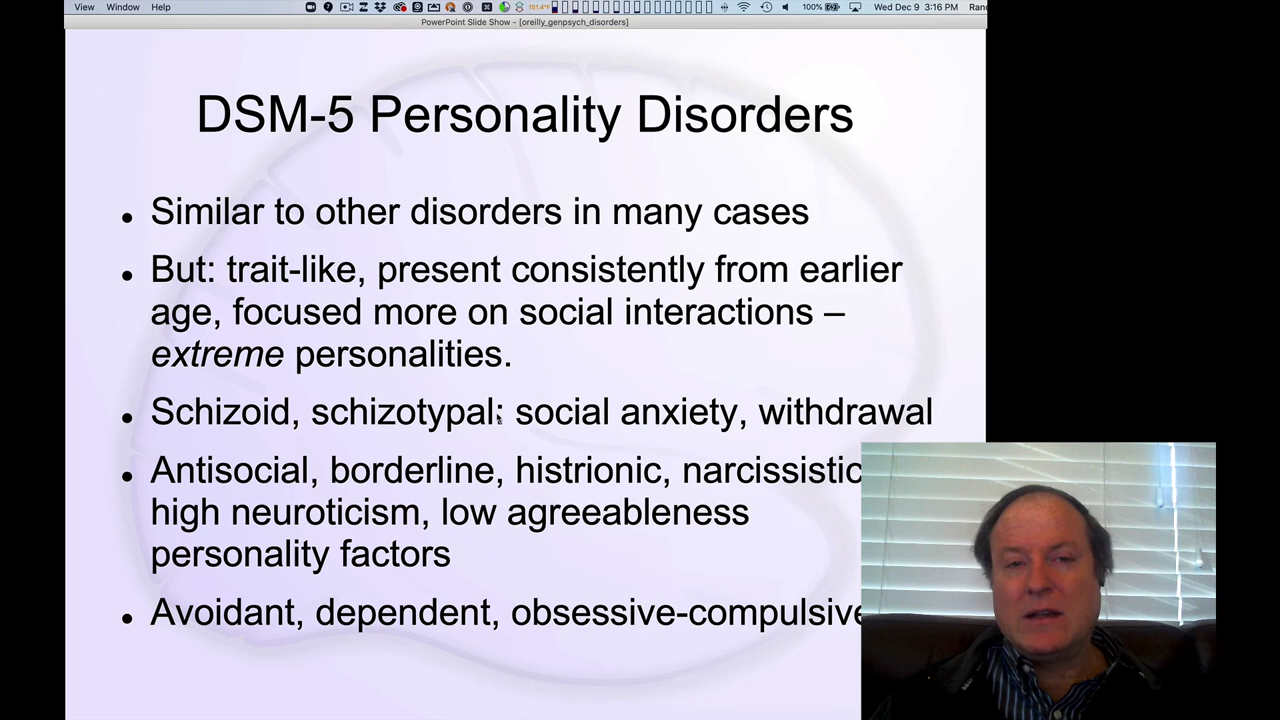 View Window Help 151.4°F 100% Wed Dec 9 3:16 PM Rand
PowerPoint Slide Show - [oreilly_genpsych_disorders]
DSM-5 Personality Disorders
• Similar to other disorders in many cases
• But: trait-like, present consistently from earlier
age, focused more on social interactions –
extreme personalities.
• Schizoid, schizotypal: social anxiety, withdrawal
• Antisocial, borderline, histrionic, narcissistic
high neuroticism, low agreeableness
personality factors
• Avoidant, dependent, obsessive-compulsive